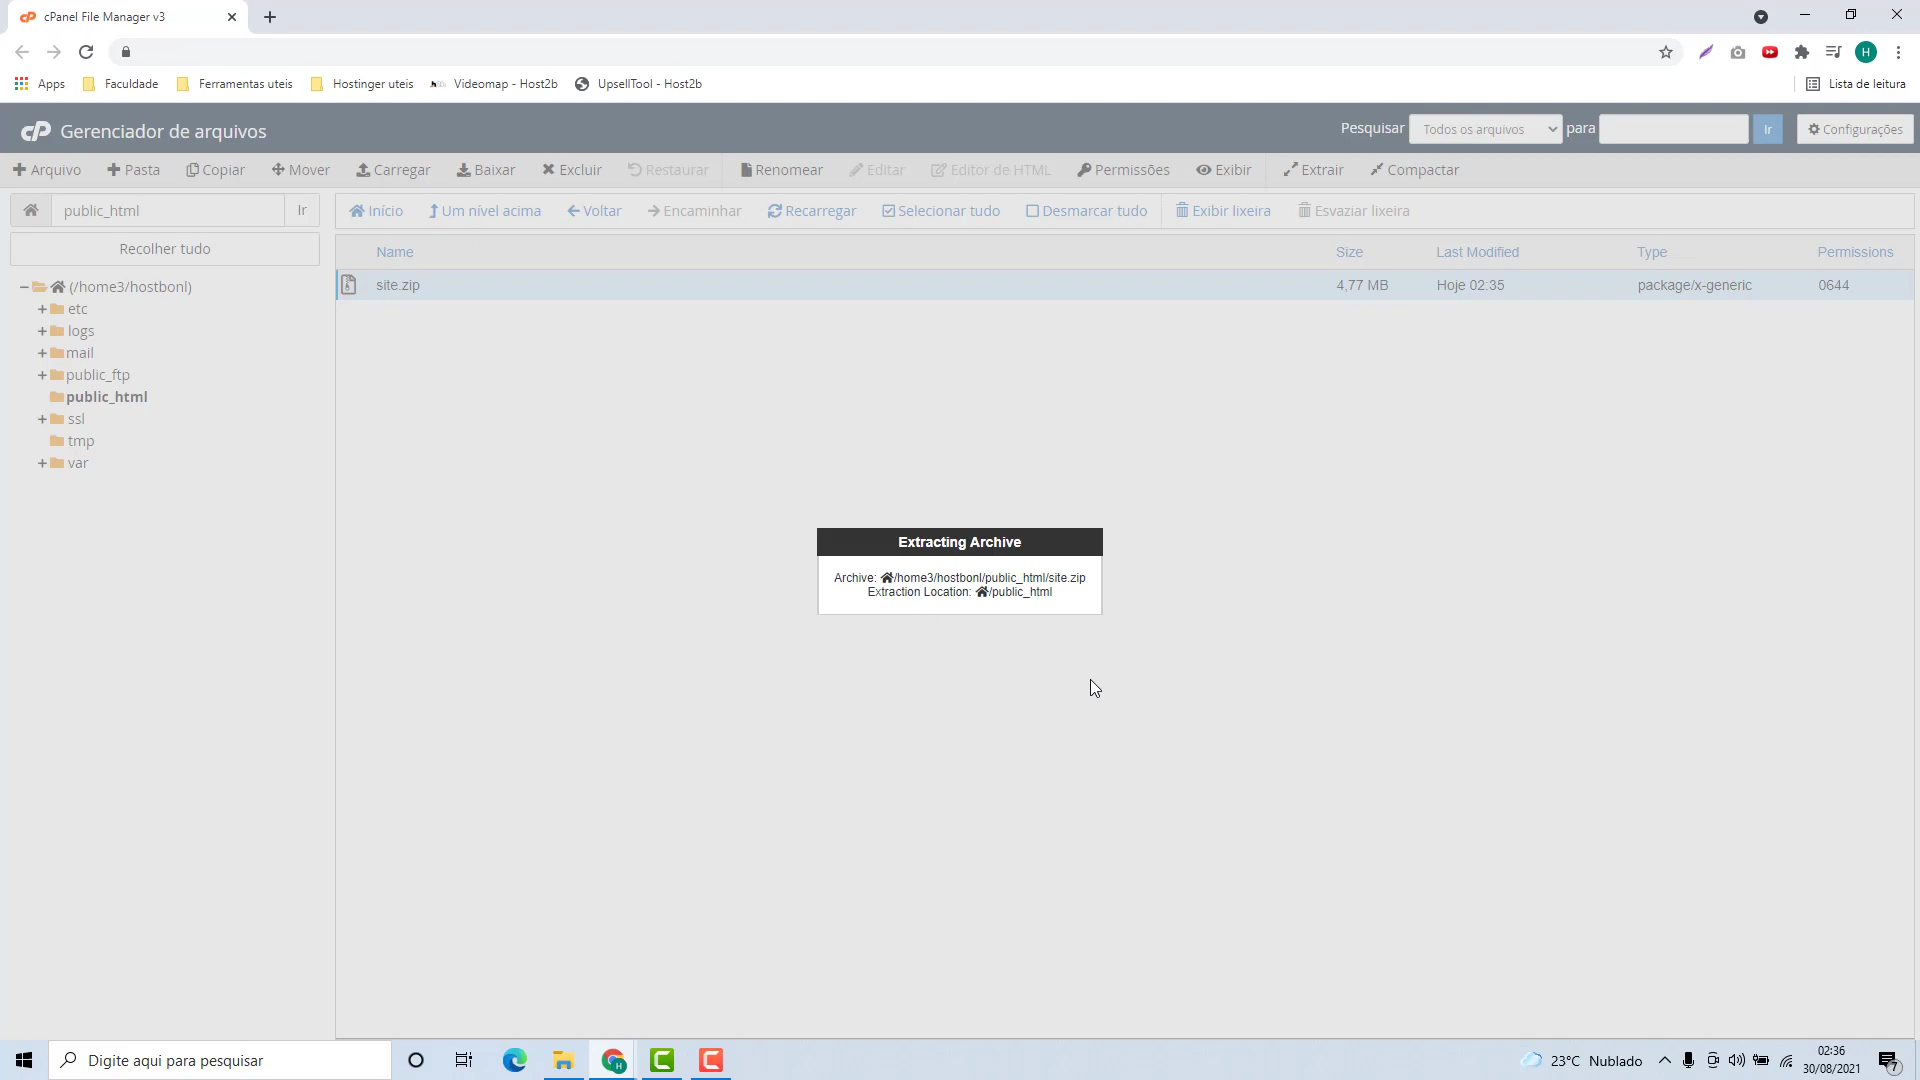 cPanel File Manager v3
Apps Faculdade Ferramentas uteis Hostinger uteis Videomap - Host2b UpsellTool - Host2b Lista de leitura
cP Gerenciador de arquivos Pesquisar Todos os arquivos para Ir Configurações
Arquivo Pasta Copiar Mover Carregar Baixar Excluir Restaurar Renomear Editar Editor de HTML Permissões Exibir Extrair Compactar
public_html Ir Início Um nível acima Voltar Encaminhar Recarregar Selecionar tudo Desmarcar tudo Exibir lixeira Esvaziar lixeira
Recolher tudo
Name Size Last Modified Type Permissions
site.zip 4,77 MB Hoje 02:35 package/x-generic 0644
(/home3/hostbonl)
etc
logs
mail
public_ftp
public_html
ssl
tmp
var
Extracting Archive
Archive: /home3/hostbonl/public_html/site.zip
Extraction Location: /public_html
Digite aqui para pesquisar
23°C Nublado
02:36
30/08/2021
7